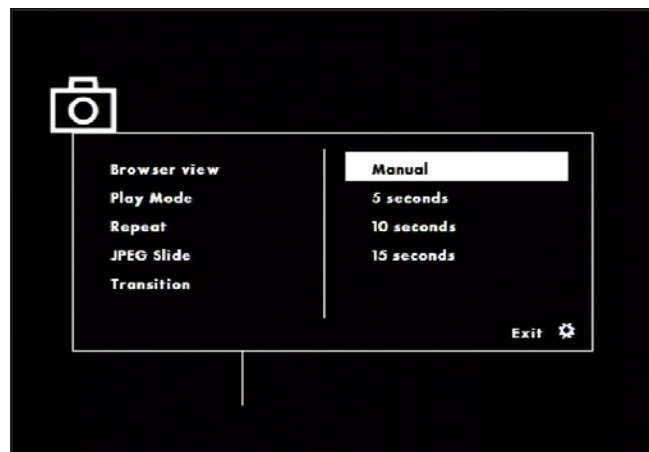 Browser view
Play Mode
Repeat
JPEG Slide
Transition
Manual
5 seconds
10 seconds
15 seconds
Exit